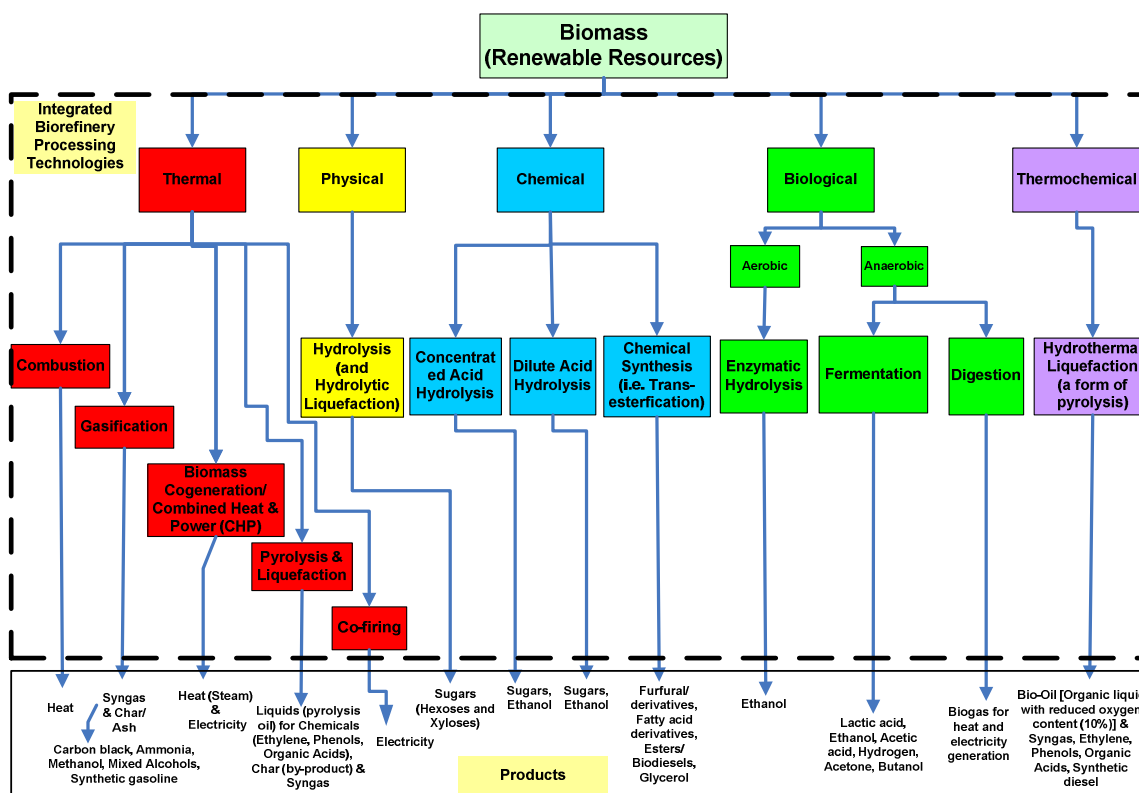 Biomass
(Renewable Resources)
Integrated
Biorefinery
Processing
Technologies
Thermal
Physical
Chemical
Biological
Thermochemical
Aerobic
Anaerobic
Combustion
Hydrolysis
(and
Hydrolytic
Liquefaction)
Concentrat
ed Acid
Hydrolysis
Dilute Acid
Hydrolysis
Chemical
Synthesis
(i.e. Trans-
esterfication)
Enzymatic
Hydrolysis
Fermentation
Digestion
Hydrotherma
Liquefaction
(a form of
pyrolysis)
Gasification
Biomass
Cogeneration/
Combined Heat
& Power (CHP)
Pyrolysis &
Liquefaction
Co-firing
Heat
Syngas
& Char/
Ash
Carbon black, Ammonia,
Methanol, Mixed Alcohols,
Synthetic gasoline
Heat (Steam) &
Electricity
Liquids (pyrolysis
oil) for Chemicals
(Ethylene, Phenols,
Organic Acids),
Char (by-product) &
Syngas
Electricity
Sugars
(Hexoses and
Xyloses)
Sugars,
Ethanol
Sugars,
Ethanol
Furfural/
derivatives,
Fatty acid
derivatives,
Esters/
Biodiesels,
Glycerol
Ethanol
Lactic acid,
Ethanol, Acetic
acid, Hydrogen,
Acetone, Butanol
Biogas for
heat and
electricity
generation
Bio-Oil [Organic liquid
with reduced oxygen
content (10%)] &
Syngas, Ethylene,
Phenols, Organic
Acids, Synthetic
diesel
Products